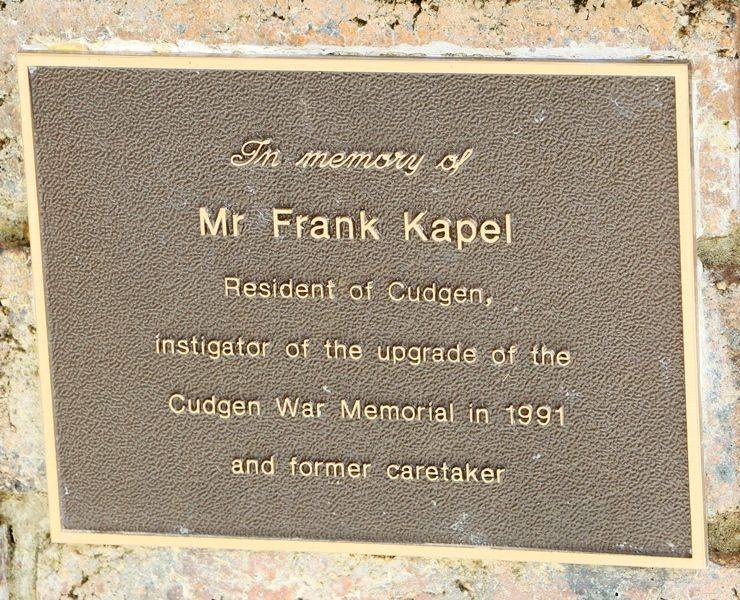 In memory of
Mr Frank Kapel
Resident of Cudgen,
instigator of the upgrade of the
Cudgen War Memorial in 1991
and former caretaker